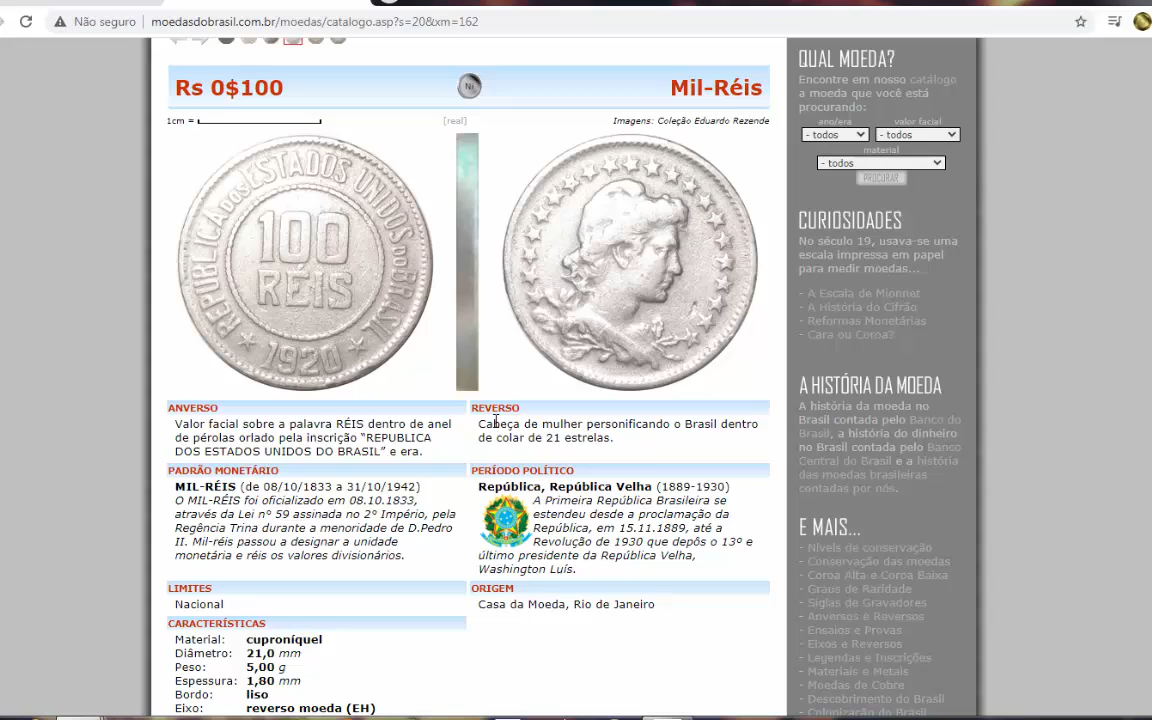 Não seguro
moedasdobrasil.com.br/moedas/catalogo.asp?s=20&xm=162
Rs 0$100
Ni
Mil-Réis
1cm =
[real]
Imagens: Coleção Eduardo Rezende
REPUBLICA DOS ESTADOS UNIDOS DO BRASIL
100
RÉIS
1920
ANVERSO
Valor facial sobre a palavra RÉIS dentro de anel
de pérolas orlado pela inscrição “REPUBLICA
DOS ESTADOS UNIDOS DO BRASIL” e era.
REVERSO
Cabeça de mulher personificando o Brasil dentro
de colar de 21 estrelas.
PADRÃO MONETÁRIO
MIL-RÉIS (de 08/10/1833 a 31/10/1942)
O MIL-RÉIS foi oficializado em 08.10.1833,
através da Lei nº 59 assinada no 2º Império, pela
Regência Trina durante a menoridade de D.Pedro
II. Mil-réis passou a designar a unidade
monetária e réis os valores divisionários.
PERÍODO POLÍTICO
República, República Velha (1889-1930)
A Primeira República Brasileira se
estendeu desde a proclamação da
República, em 15.11.1889, até a
Revolução de 1930 que depôs o 13º e
último presidente da República Velha,
Washington Luís.
LIMITES
Nacional
ORIGEM
Casa da Moeda, Rio de Janeiro
CARACTERÍSTICAS
Material: cuproníquel
Diâmetro: 21,0 mm
Peso: 5,00 g
Espessura: 1,80 mm
Bordo: liso
Eixo: reverso moeda (EH)
QUAL MOEDA?
Encontre em nosso catálogo
a moeda que você está
procurando:
ano/era valor facial
- todos - todos
material
- todos
PROCURAR
CURIOSIDADES
No século 19, usava-se uma
escala impressa em papel
para medir moedas...
- A Escala de Mionnet
- A História do Cifrão
- Reformas Monetárias
- Cara ou Coroa?
A HISTÓRIA DA MOEDA
A história da moeda no
Brasil contada pelo Banco do
Brasil, a história do dinheiro
no Brasil contada pelo Banco
Central do Brasil e a história
das moedas brasileiras
contadas por nós.
E MAIS...
- Níveis de conservação
- Conservação das moedas
- Coroa Alta e Coroa Baixa
- Graus de Raridade
- Siglas de Gravadores
- Anversos e Reversos
- Ensaios e Provas
- Eixos e Reversos
- Legendas e Inscrições
- Materiais e Metais
- Moedas de Cobre
- Descobrimento do Brasil
- Colonização do Brasil